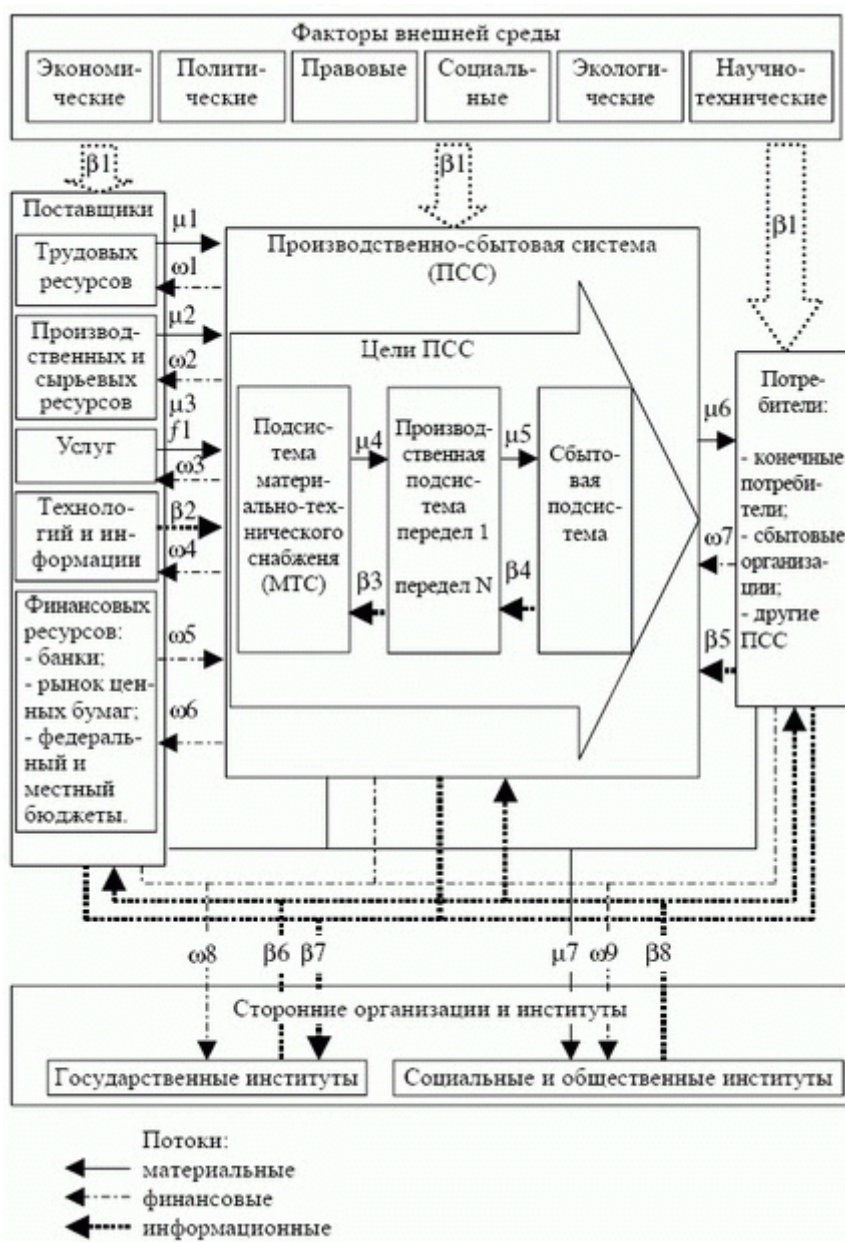 Факторы внешней среды
Экономи-
ческие
Полити-
ческие
Правовые
Социаль-
ные
Экологи-
ческие
Научно-
технические
β1
β1
β1
Поставщики
Трудовых
ресурсов
Производ-
ственных и
сырьевых
ресурсов
Услуг
Техноло-
гий и ин-
формации
Финансовых
ресурсов:
- банки;
- рынок цен-
ных бумаг;
- федераль-
ный и
местный
бюджеты.
μ1
ω1
μ2
ω2
μ3
f1
ω3
β2
ω4
ω5
ω6
Производственно-сбытовая система
(ПСС)
Цели ПСС
Подсис-
тема
матери-
ально-тех-
нического
снабженя
(МТС)
μ4
β3
Производ-
ственная
подсистема
передел 1
передел N
μ5
β4
Сбыто-
вая
подсис-
тема
μ6
ω7
β5
Потре-
бители:
- конечные
потреби-
тели;
- сбытовые
организа-
ции;
- другие
ПСС
ω8
β6
β7
μ7
ω9
β8
Сторонние организации и институты
Государственные институты
Социальные и общественные институты
Потоки:
материальные
финансовые
информационные